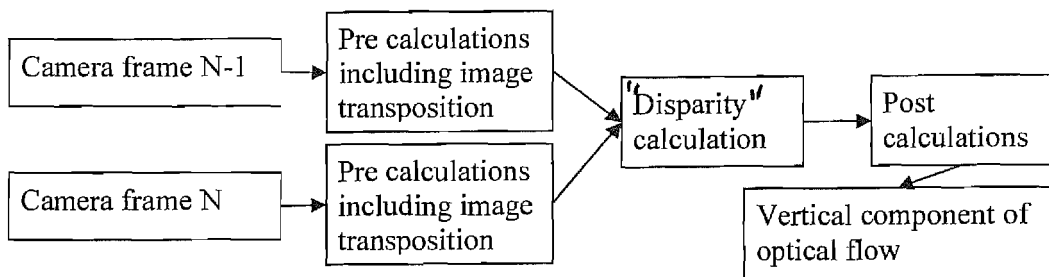 Camera frame N-1
Pre calculations
including image
transposition
"Disparity"
calculation
Post
calculations
Camera frame N
Pre calculations
including image
transposition
Vertical component of
optical flow